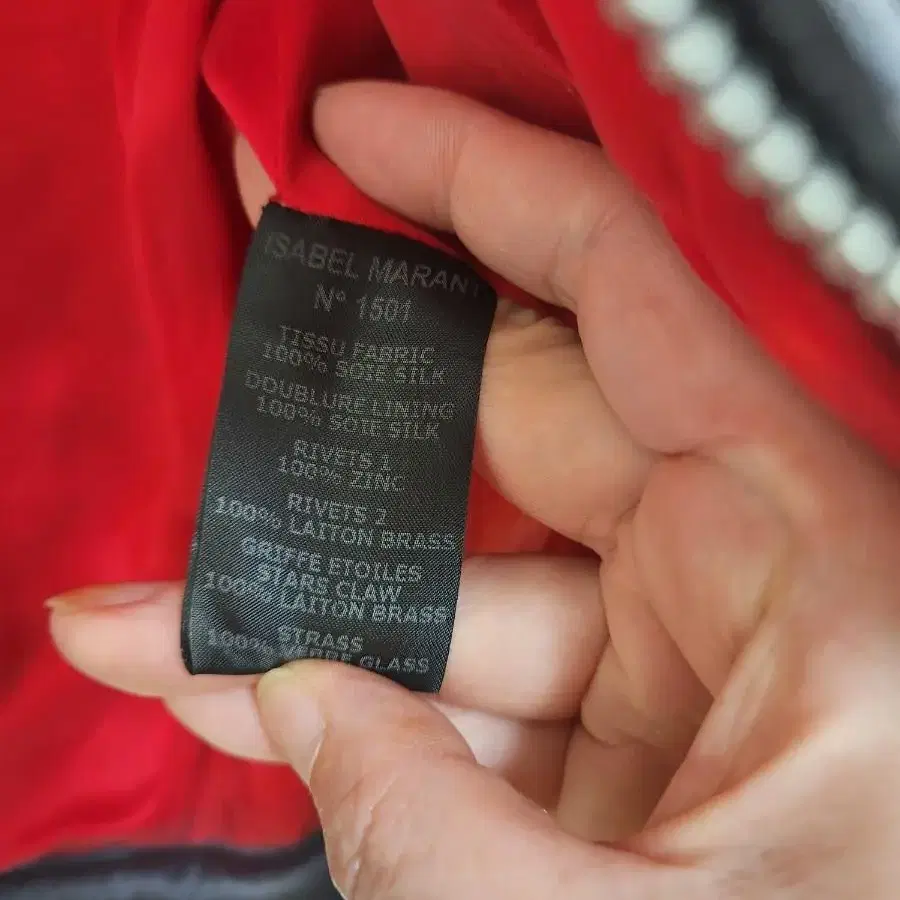 ISABEL MARANT
N° 1501
TISSU FABRIC
100% SOIE SILK
DOUBLURE LINING
100% SOIE SILK
RIVETS 1
100% ZINC
RIVETS 2
100% LAITON BRASS
GRIFFE ETOILES
STARS CLAW
100% LAITON BRASS
STRASS
100% VERRE GLASS